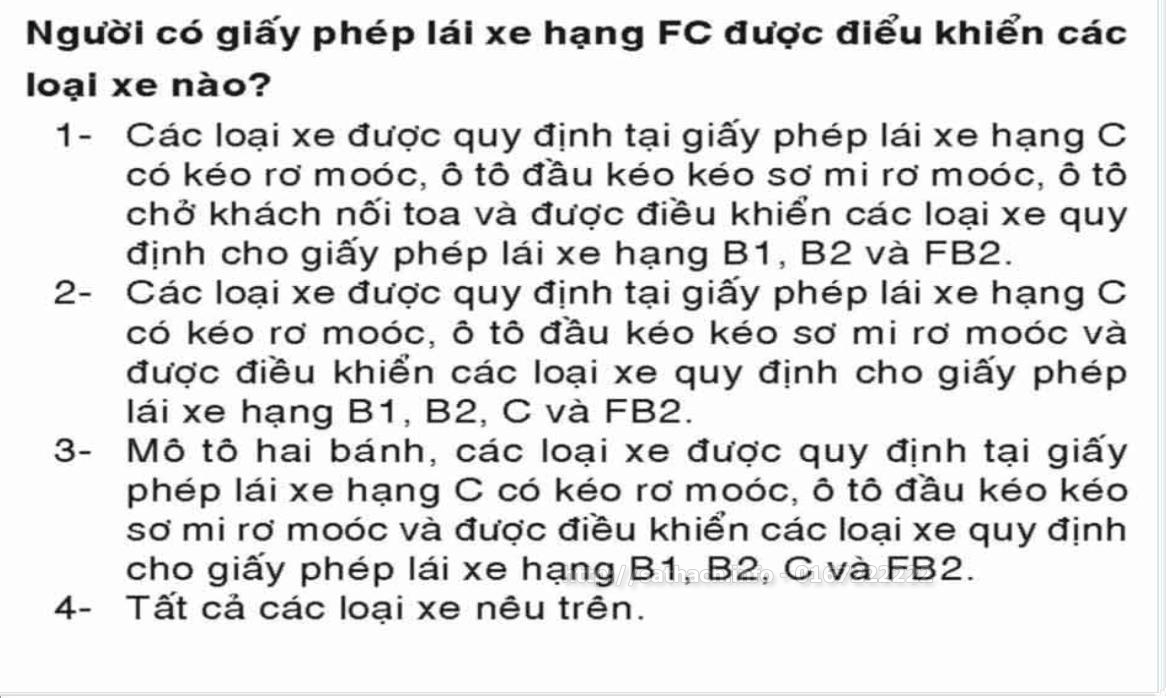 Người có giấy phép lái xe hạng FC được điểu khiển các
loại xe nào?
1- Các loại xe được quy định tại giấy phép lái xe hạng C
có kéo rơ moóc, ô tô đầu kéo kéo sơ mi rơ moóc, ô tô
chở khách nối toa và được điều khiển các loại xe quy
định cho giấy phép lái xe hạng B1, B2 và FB2.
2- Các loại xe được quy định tại giấy phép lái xe hạng C
có kéo rơ moóc, ô tô đầu kéo kéo sơ mi rơ moóc và
được điều khiển các loại xe quy định cho giấy phép
lái xe hạng B1, B2, C và FB2.
3- Mô tô hai bánh, các loại xe được quy định tại giấy
phép lái xe hạng C có kéo rơ moóc, ô tô đầu kéo kéo
sơ mi rơ moóc và được điều khiển các loại xe quy định
cho giấy phép lái xe hạng B1, B2, C và FB2.
4- Tất cả các loại xe nêu trên.